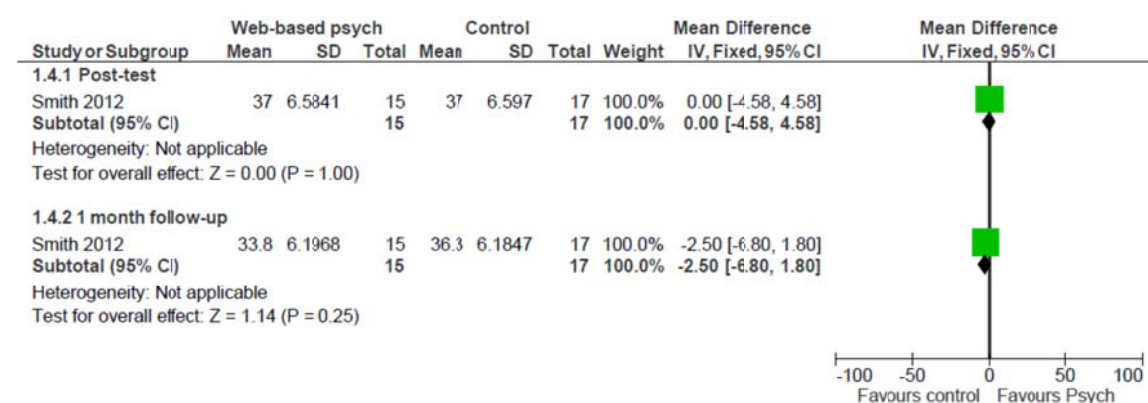 Web-based psych Control Mean Difference Mean Difference
Study or Subgroup Mean SD Total Mean SD Total Weight IV, Fixed, 95% CI IV, Fixed, 95% CI
1.4.1 Post-test
Smith 2012 37 6.5841 15 37 6.597 17 100.0% 0.00 [-4.58, 4.58]
Subtotal (95% CI) 15 17 100.0% 0.00 [-4.58, 4.58]
Heterogeneity: Not applicable
Test for overall effect: Z = 0.00 (P = 1.00)
1.4.2 1 month follow-up
Smith 2012 33.8 6.1968 15 36.3 6.1847 17 100.0% -2.50 [-6.80, 1.80]
Subtotal (95% CI) 15 17 100.0% -2.50 [-6.80, 1.80]
Heterogeneity: Not applicable
Test for overall effect: Z = 1.14 (P = 0.25)
-100 -50 0 50 100
Favours control Favours Psych